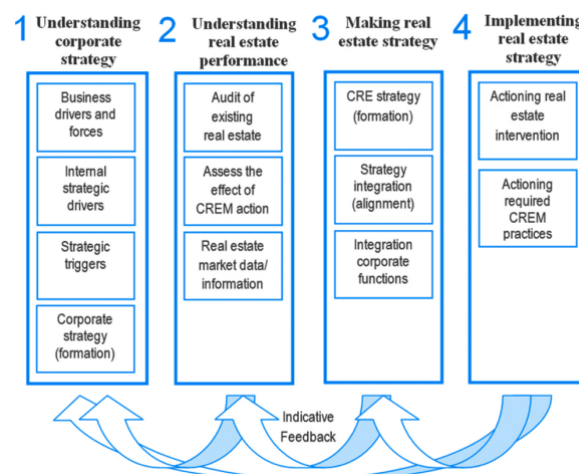 1 Understanding
corporate
strategy
Business
drivers and
forces
Internal
strategic
drivers
Strategic
triggers
Corporate
strategy
(formation)
2 Understanding
real estate
performance
Audit of
existing
real estate
Assess the
effect of
CREM action
Real estate
market data/
information
3 Making real
estate strategy
CRE strategy
(formation)
Strategy
integration
(alignment)
Integration
corporate
functions
4 Implementing
real estate
strategy
Actioning real
estate
intervention
Actioning
required
CREM
practices
Indicative
Feedback